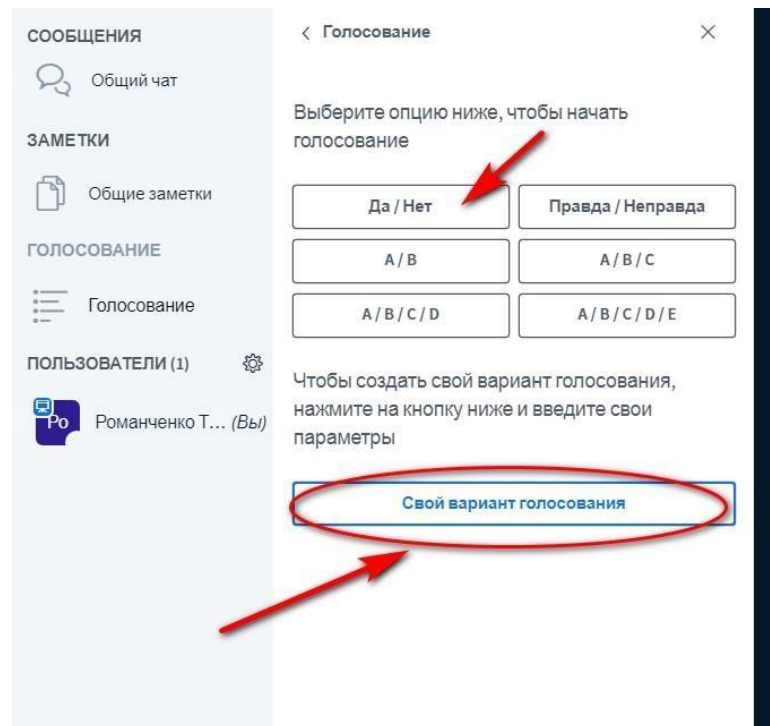 СООБЩЕНИЯ
Общий чат
ЗАМЕТКИ
Общие заметки
ГОЛОСОВАНИЕ
Голосование
ПОЛЬЗОВАТЕЛИ (1)
Ро
Романченко Т... (Вы)
Голосование
Выберите опцию ниже, чтобы начать
голосование
Да / Нет
Правда / Неправда
A / B
A / B / C
A / B / C / D
A / B / C / D / E
Чтобы создать свой вариант голосования,
нажмите на кнопку ниже и введите свои
параметры
Свой вариант голосования